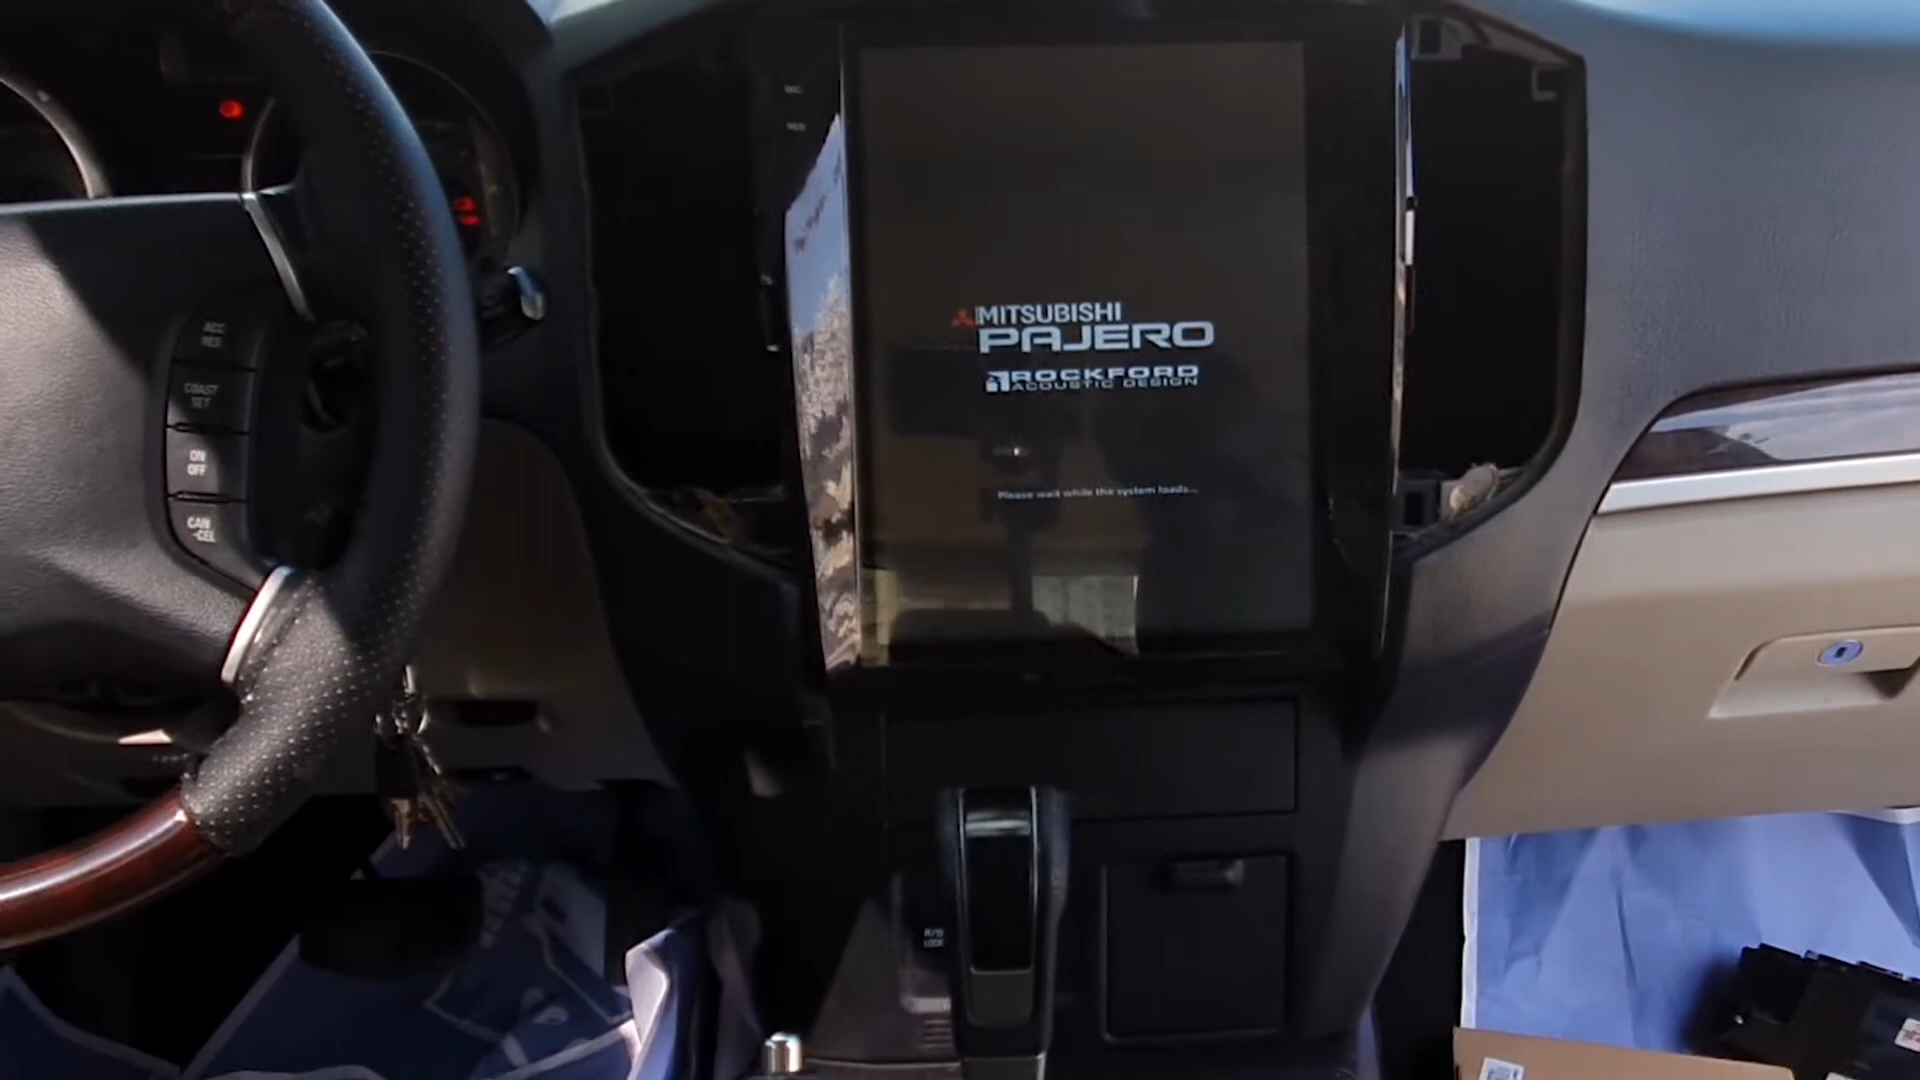 ACC
RES
COAST
SET
ON
OFF
CAN
-CEL
MITSUBISHI
PAJERO
ROCKFORD
ACOUSTIC DESIGN
Please wait while the system loads...
LOCK